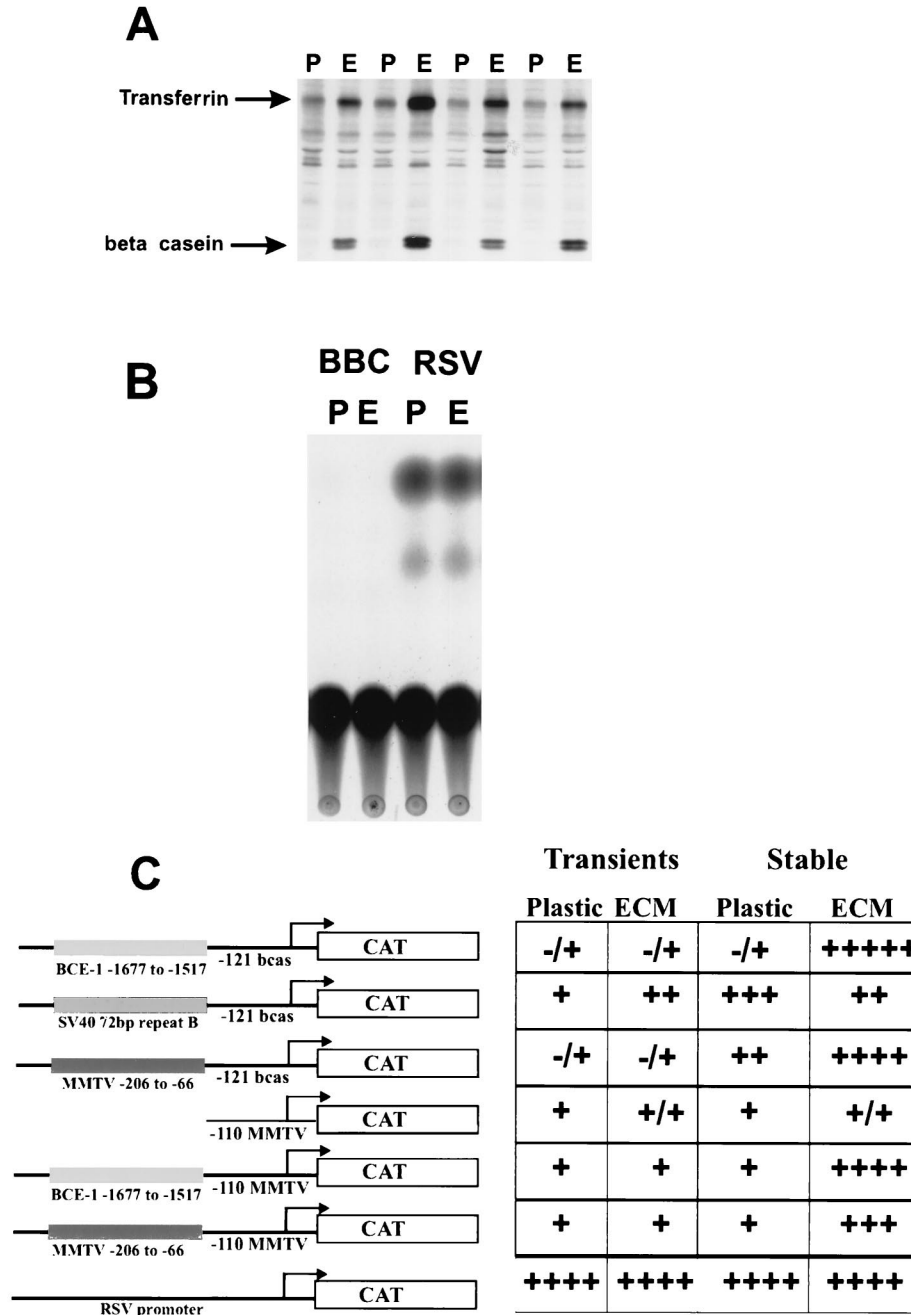 A
P E P E P E P E
Transferrin
beta casein
B
BBC RSV
P E P E
C
Transients Stable
Plastic ECM Plastic ECM
BCE-1 -1677 to -1517 -121 bcas CAT -/+ -/+ -/+ +++++
SV40 72bp repeat B -121 bcas CAT + ++ +++ ++
MMTV -206 to -66 -121 bcas CAT -/+ -/+ ++ ++++
-110 MMTV CAT + +/+ + +/+
BCE-1 -1677 to -1517 -110 MMTV CAT + + + ++++
MMTV -206 to -66 -110 MMTV CAT + + + +++
RSV promoter CAT ++++ ++++ ++++ ++++